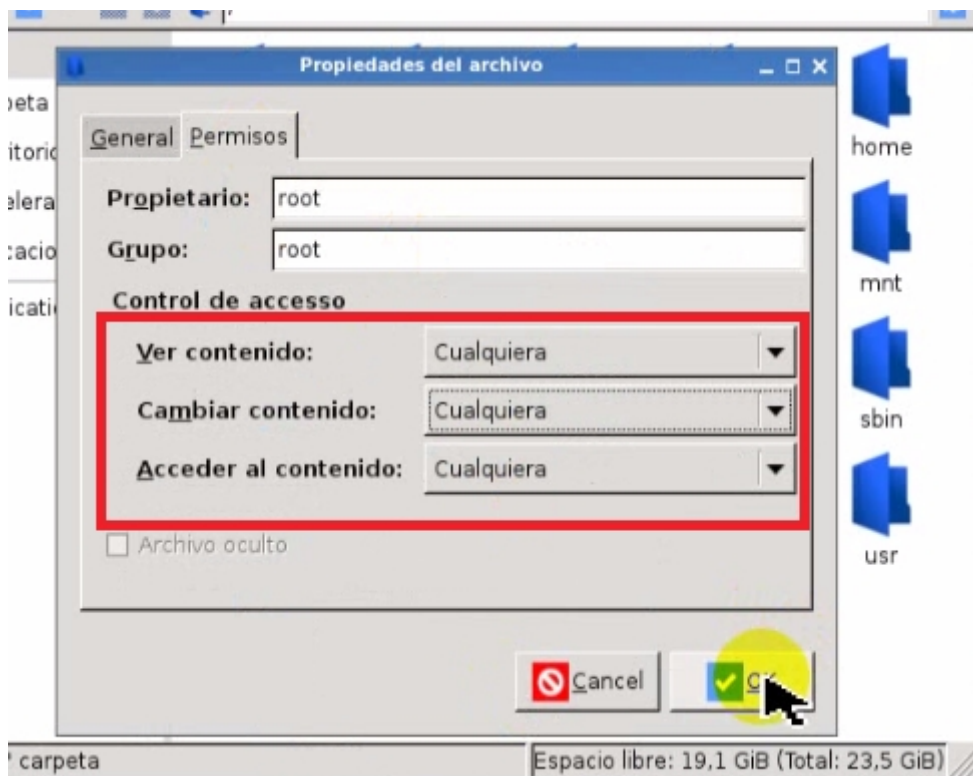 /
Propiedades del archivo
peta
General Permisos
home
Propietario: root
Grupo: root
mnt
Control de accesso
Ver contenido: Cualquiera
Cambiar contenido: Cualquiera
sbin
Acceder al contenido: Cualquiera
Archivo oculto
usr
Cancel OK
carpeta
Espacio libre: 19,1 GiB (Total: 23,5 GiB)